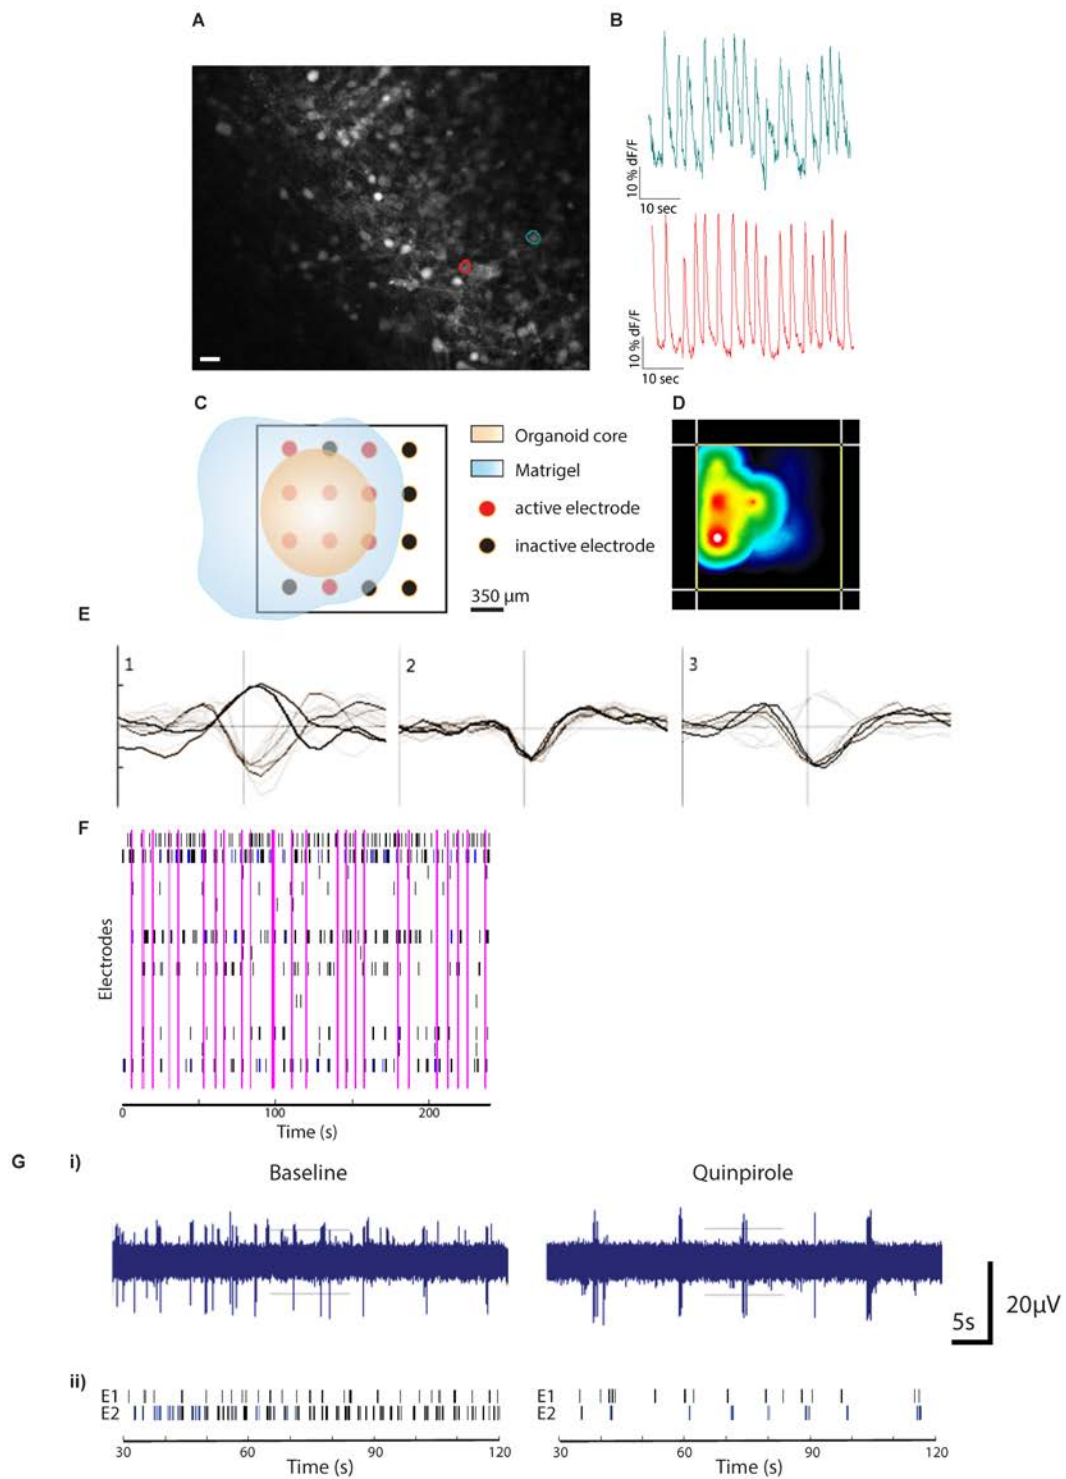 A
B
10 % dF/F
10 sec
10 % dF/F
10 sec
C
D
Organoid core
Matrigel
active electrode
inactive electrode
350 µm
E
1
2
3
F
Electrodes
0
100
200
Time (s)
G
i)
Baseline
Quinpirole
5s
20µV
ii)
E1
E1
E2
E2
30
60
90
120
30
60
90
120
Time (s)
Time (s)